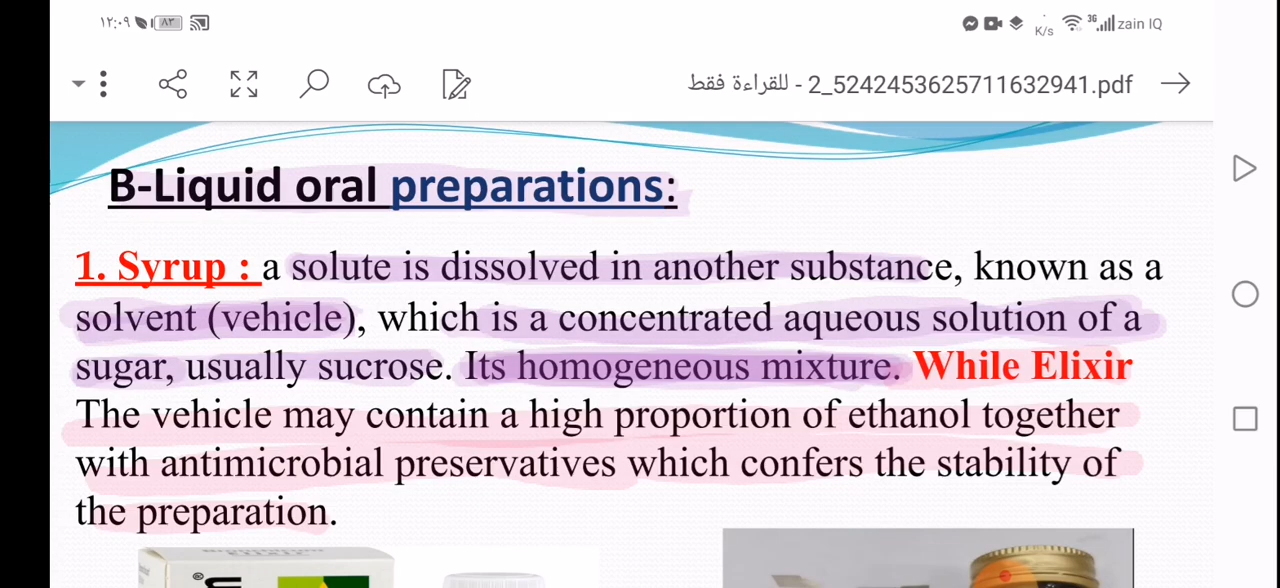 ١٢:٠٩ ٨٣ K/s 3G zain IQ
2_5242453625711632941.pdf - للقراءة فقط
B-Liquid oral preparations:
1. Syrup : a solute is dissolved in another substance, known as a
solvent (vehicle), which is a concentrated aqueous solution of a
sugar, usually sucrose. Its homogeneous mixture. While Elixir
The vehicle may contain a high proportion of ethanol together
with antimicrobial preservatives which confers the stability of
the preparation.